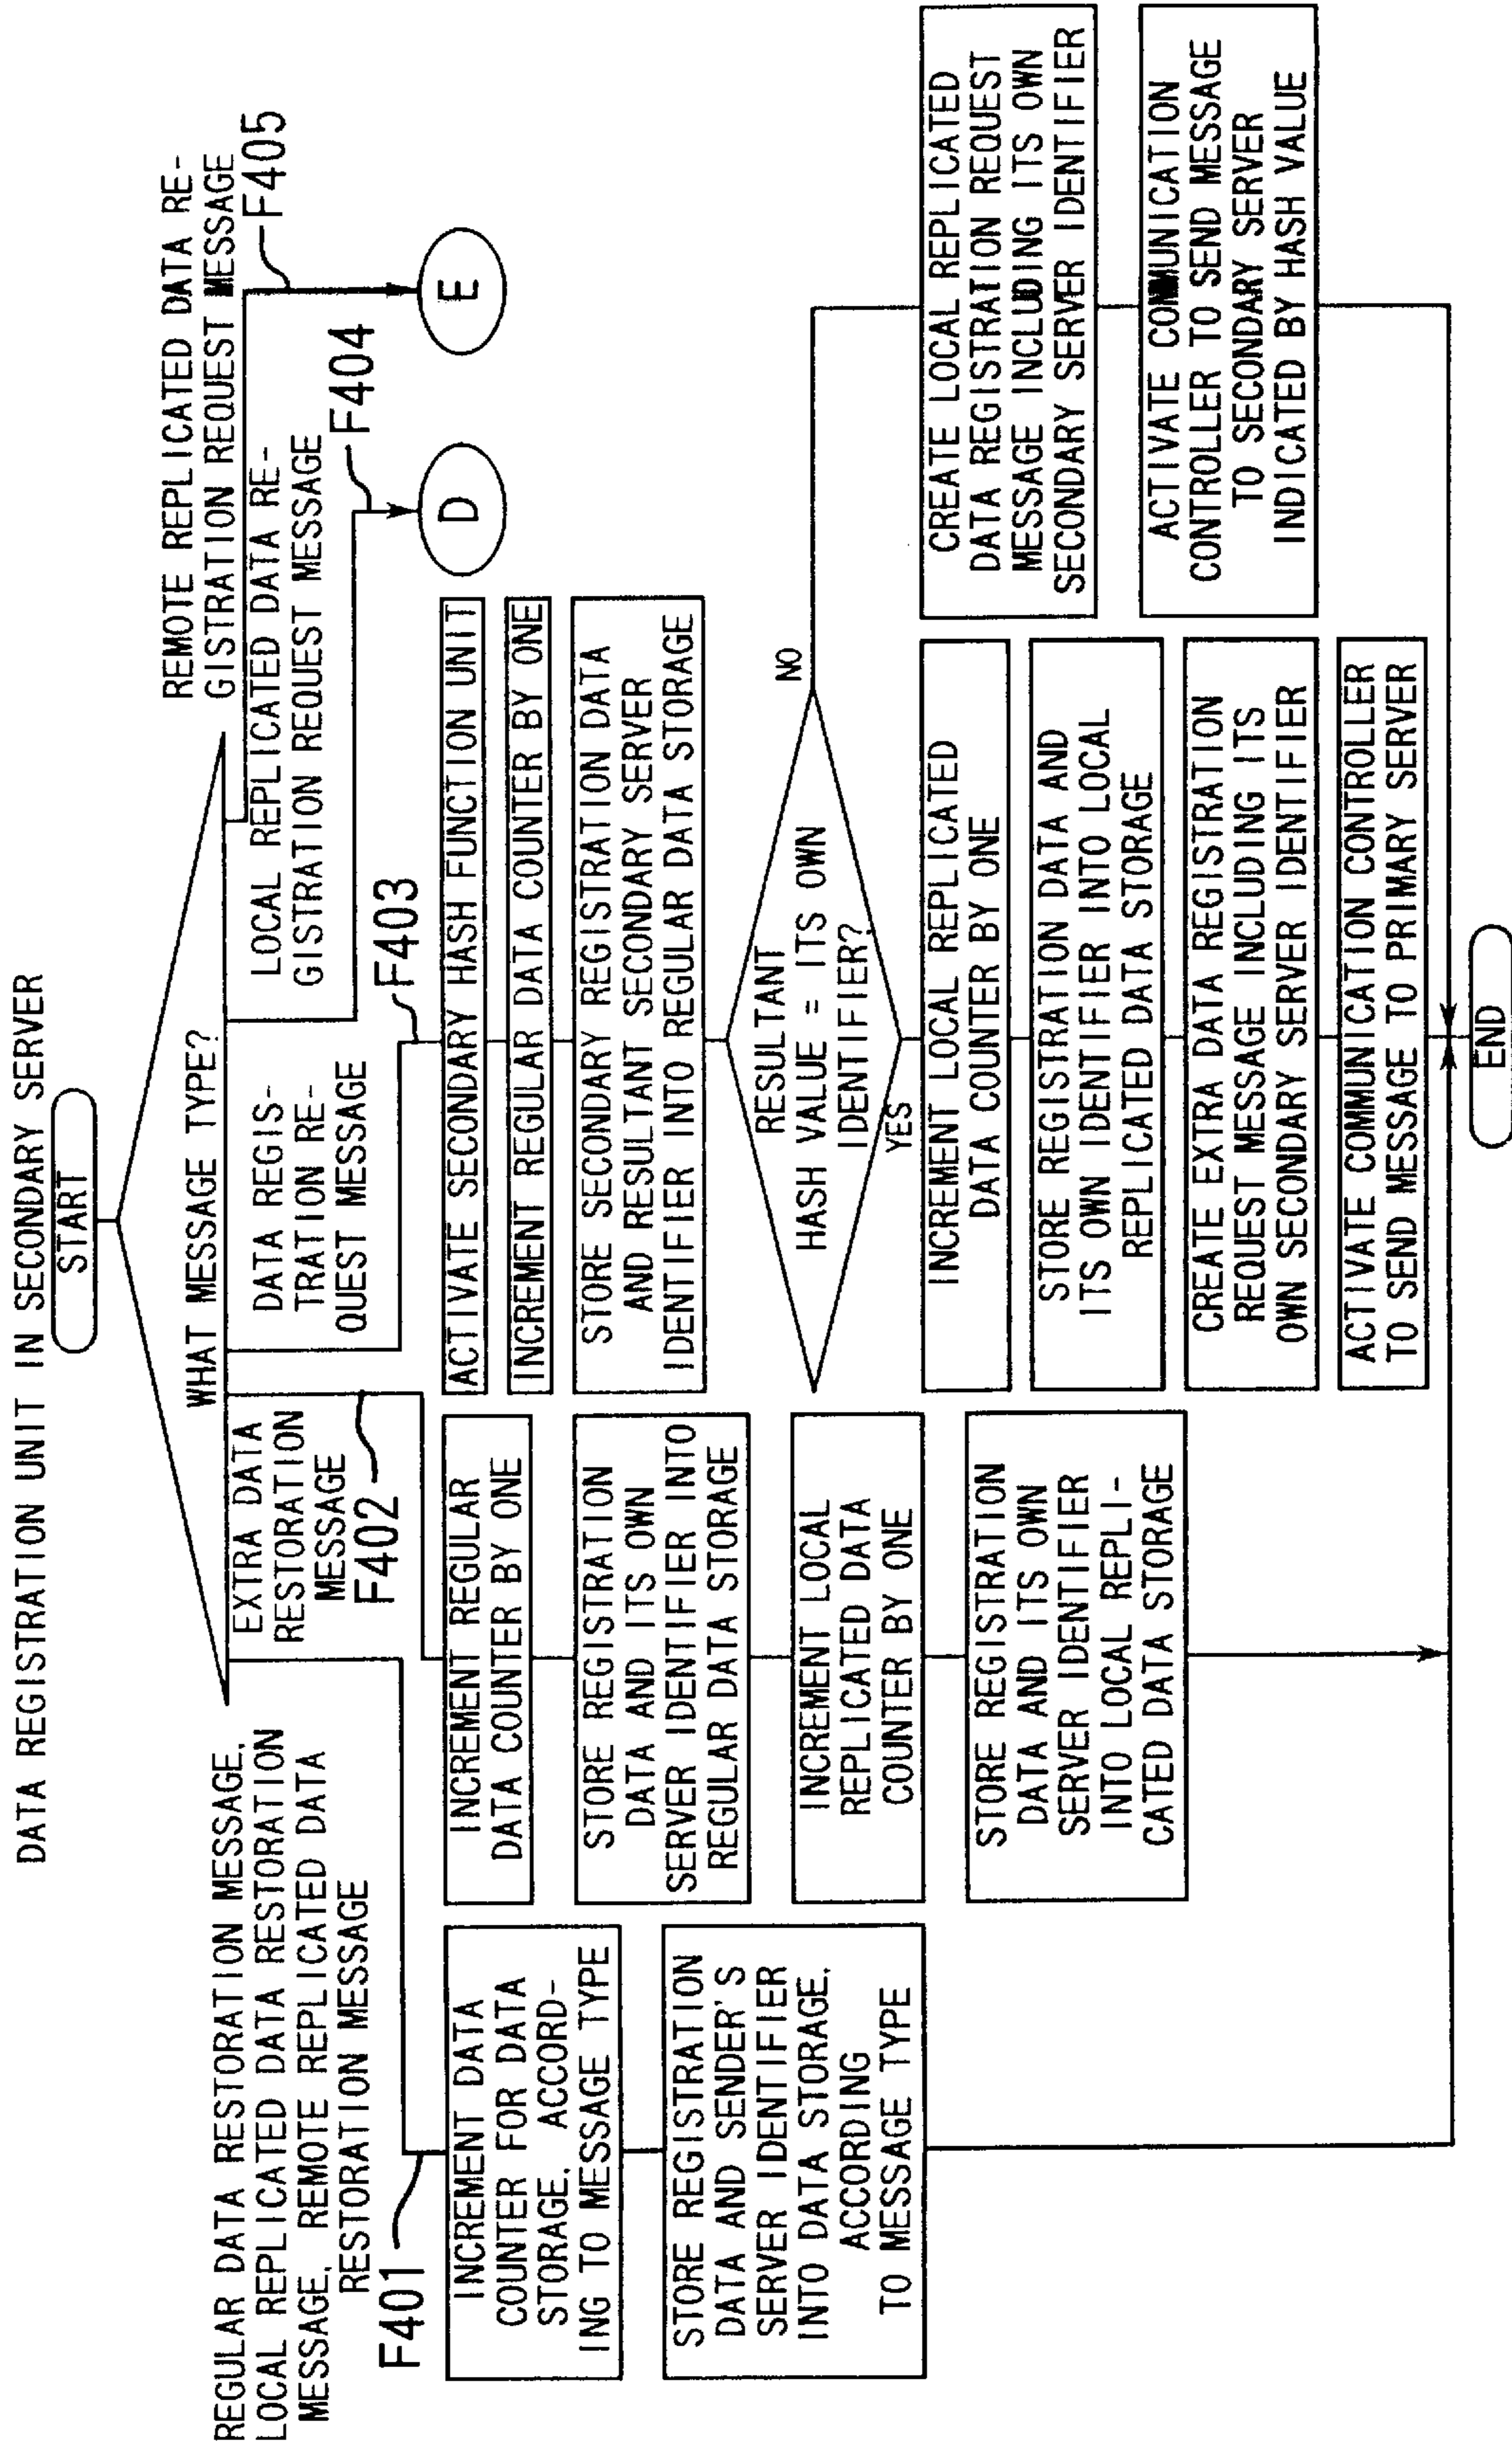 DATA REGISTRATION UNIT IN SECONDARY SERVER
START
WHAT MESSAGE TYPE?
REGULAR DATA RESTORATION MESSAGE,
LOCAL REPLICATED DATA RESTORATION
MESSAGE, REMOTE REPLICATED DATA
RESTORATION MESSAGE
F401
INCREMENT DATA
COUNTER FOR DATA
STORAGE, ACCORD-
ING TO MESSAGE TYPE
STORE REGISTRATION
DATA AND SENDER'S
SERVER IDENTIFIER
INTO DATA STORAGE,
ACCORDING
TO MESSAGE TYPE
EXTRA DATA
RESTORATION
MESSAGE
F402
INCREMENT REGULAR
DATA COUNTER BY ONE
STORE REGISTRATION
DATA AND ITS OWN
SERVER IDENTIFIER INTO
REGULAR DATA STORAGE
INCREMENT LOCAL
REPLICATED DATA
COUNTER BY ONE
STORE REGISTRATION
DATA AND ITS OWN
SERVER IDENTIFIER
INTO LOCAL REPLI-
CATED DATA STORAGE
DATA REGIS-
TRATION RE-
QUEST MESSAGE
F403
ACTIVATE SECONDARY HASH FUNCTION UNIT
INCREMENT REGULAR DATA COUNTER BY ONE
STORE SECONDARY REGISTRATION DATA
AND RESULTANT SECONDARY SERVER
IDENTIFIER INTO REGULAR DATA STORAGE
RESULTANT
HASH VALUE = ITS OWN
IDENTIFIER?
YES
NO
INCREMENT LOCAL REPLICATED
DATA COUNTER BY ONE
STORE REGISTRATION DATA AND
ITS OWN IDENTIFIER INTO LOCAL
REPLICATED DATA STORAGE
CREATE EXTRA DATA REGISTRATION
REQUEST MESSAGE INCLUDING ITS
OWN SECONDARY SERVER IDENTIFIER
ACTIVATE COMMUNICATION CONTROLLER
TO SEND MESSAGE TO PRIMARY SERVER
CREATE LOCAL REPLICATED
DATA REGISTRATION REQUEST
MESSAGE INCLUDING ITS OWN
SECONDARY SERVER IDENTIFIER
ACTIVATE COMMUNICATION
CONTROLLER TO SEND MESSAGE
TO SECONDARY SERVER
INDICATED BY HASH VALUE
LOCAL REPLICATED DATA RE-
GISTRATION REQUEST MESSAGE
F404
D
REMOTE REPLICATED DATA RE-
GISTRATION REQUEST MESSAGE
F405
E
END